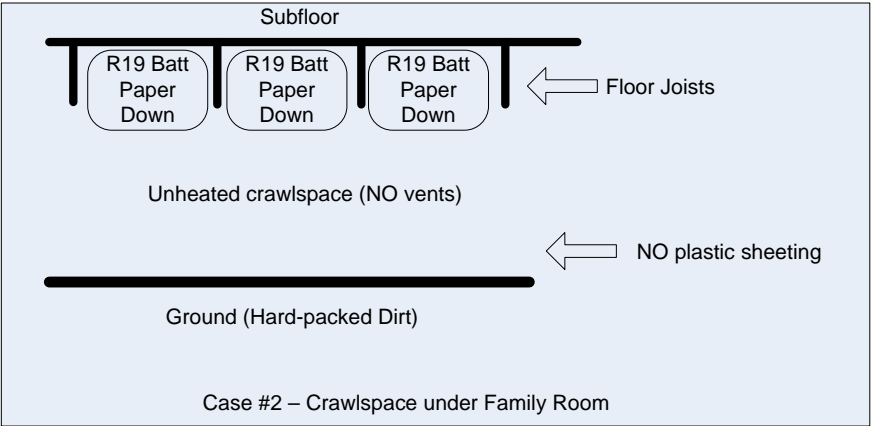 Subfloor
R19 Batt
Paper
Down
R19 Batt
Paper
Down
R19 Batt
Paper
Down
Floor Joists
Unheated crawlspace (NO vents)
NO plastic sheeting
Ground (Hard-packed Dirt)
Case #2 – Crawlspace under Family Room